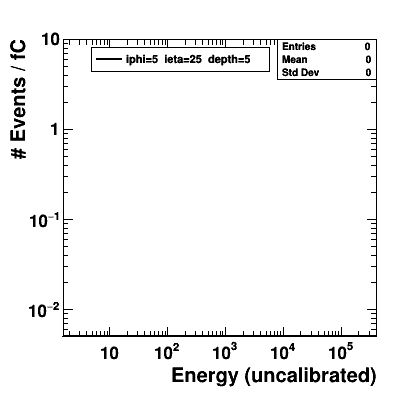 10
iphi=5 ieta=25 depth=5
Entries 0
Mean 0
Std Dev 0
# Events / fC
1
10⁻¹
10⁻²
10 10² 10³ 10⁴ 10⁵
Energy (uncalibrated)